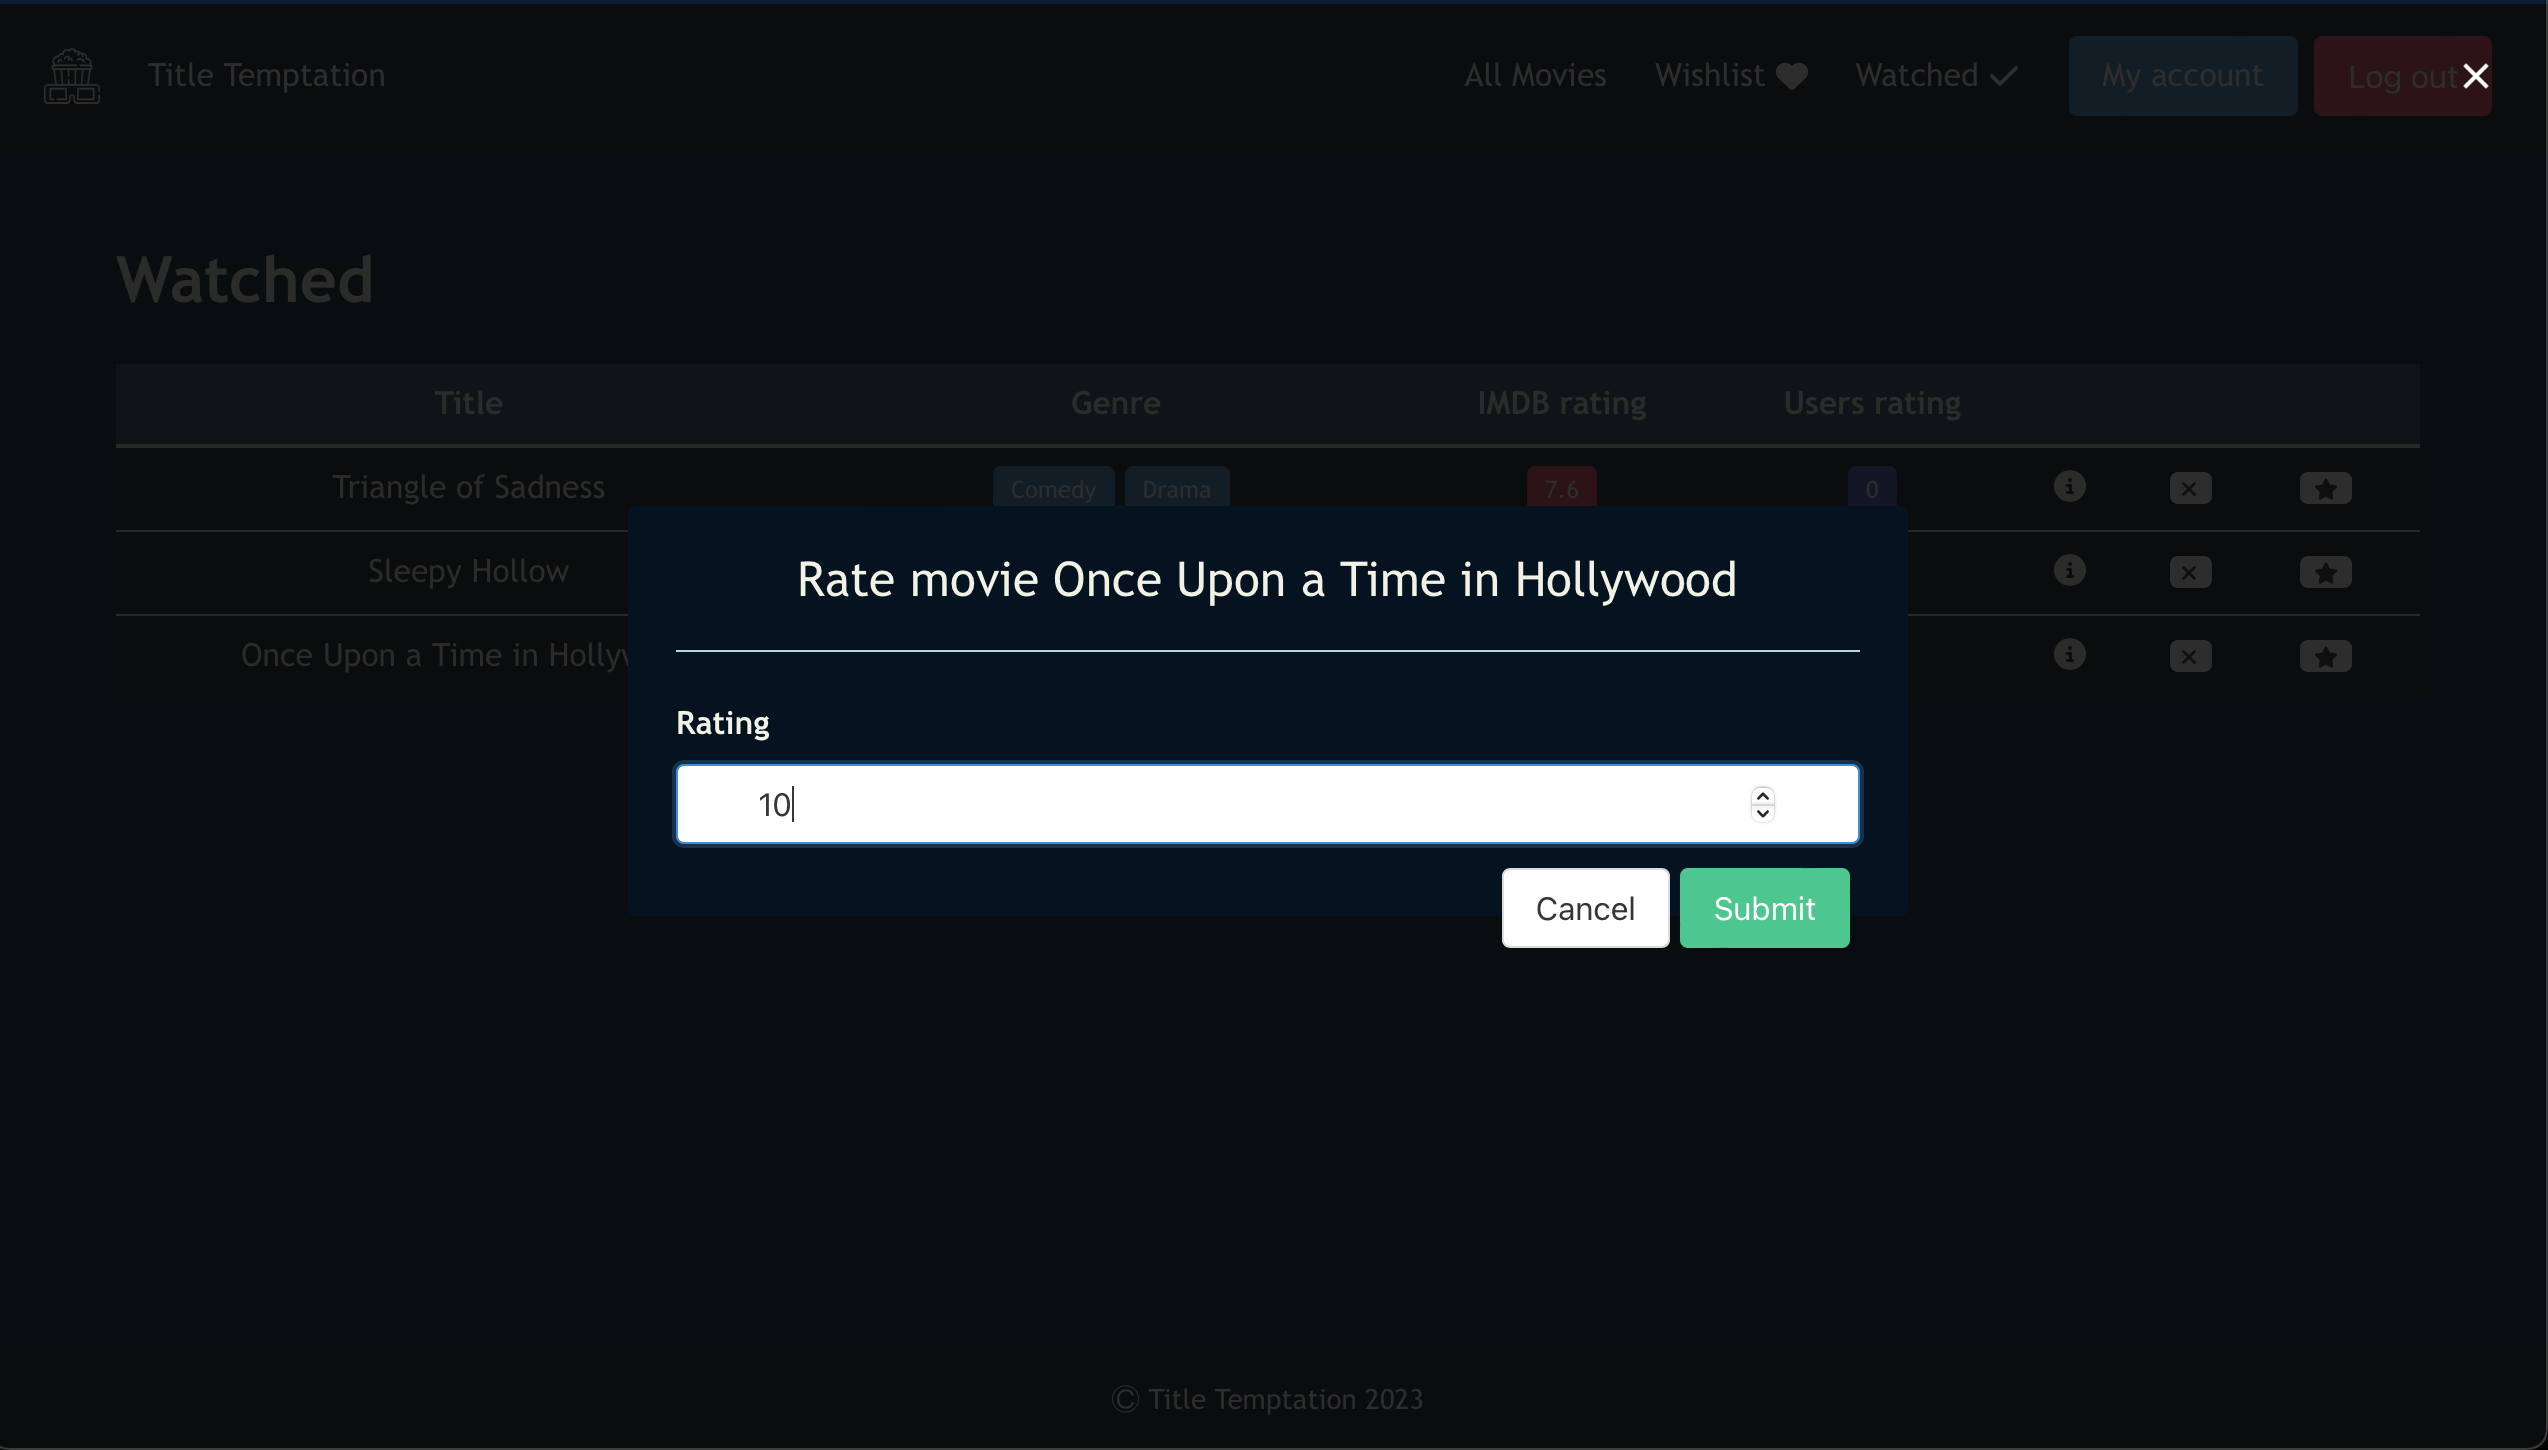 Title Temptation
All Movies Wishlist Watched My account Log out
Watched
Title Genre IMDB rating Users rating
Triangle of Sadness Comedy Drama 7.6 0
Sleepy Hollow
Once Upon a Time in Holly
Rate movie Once Upon a Time in Hollywood
Rating
10
Cancel Submit
© Title Temptation 2023